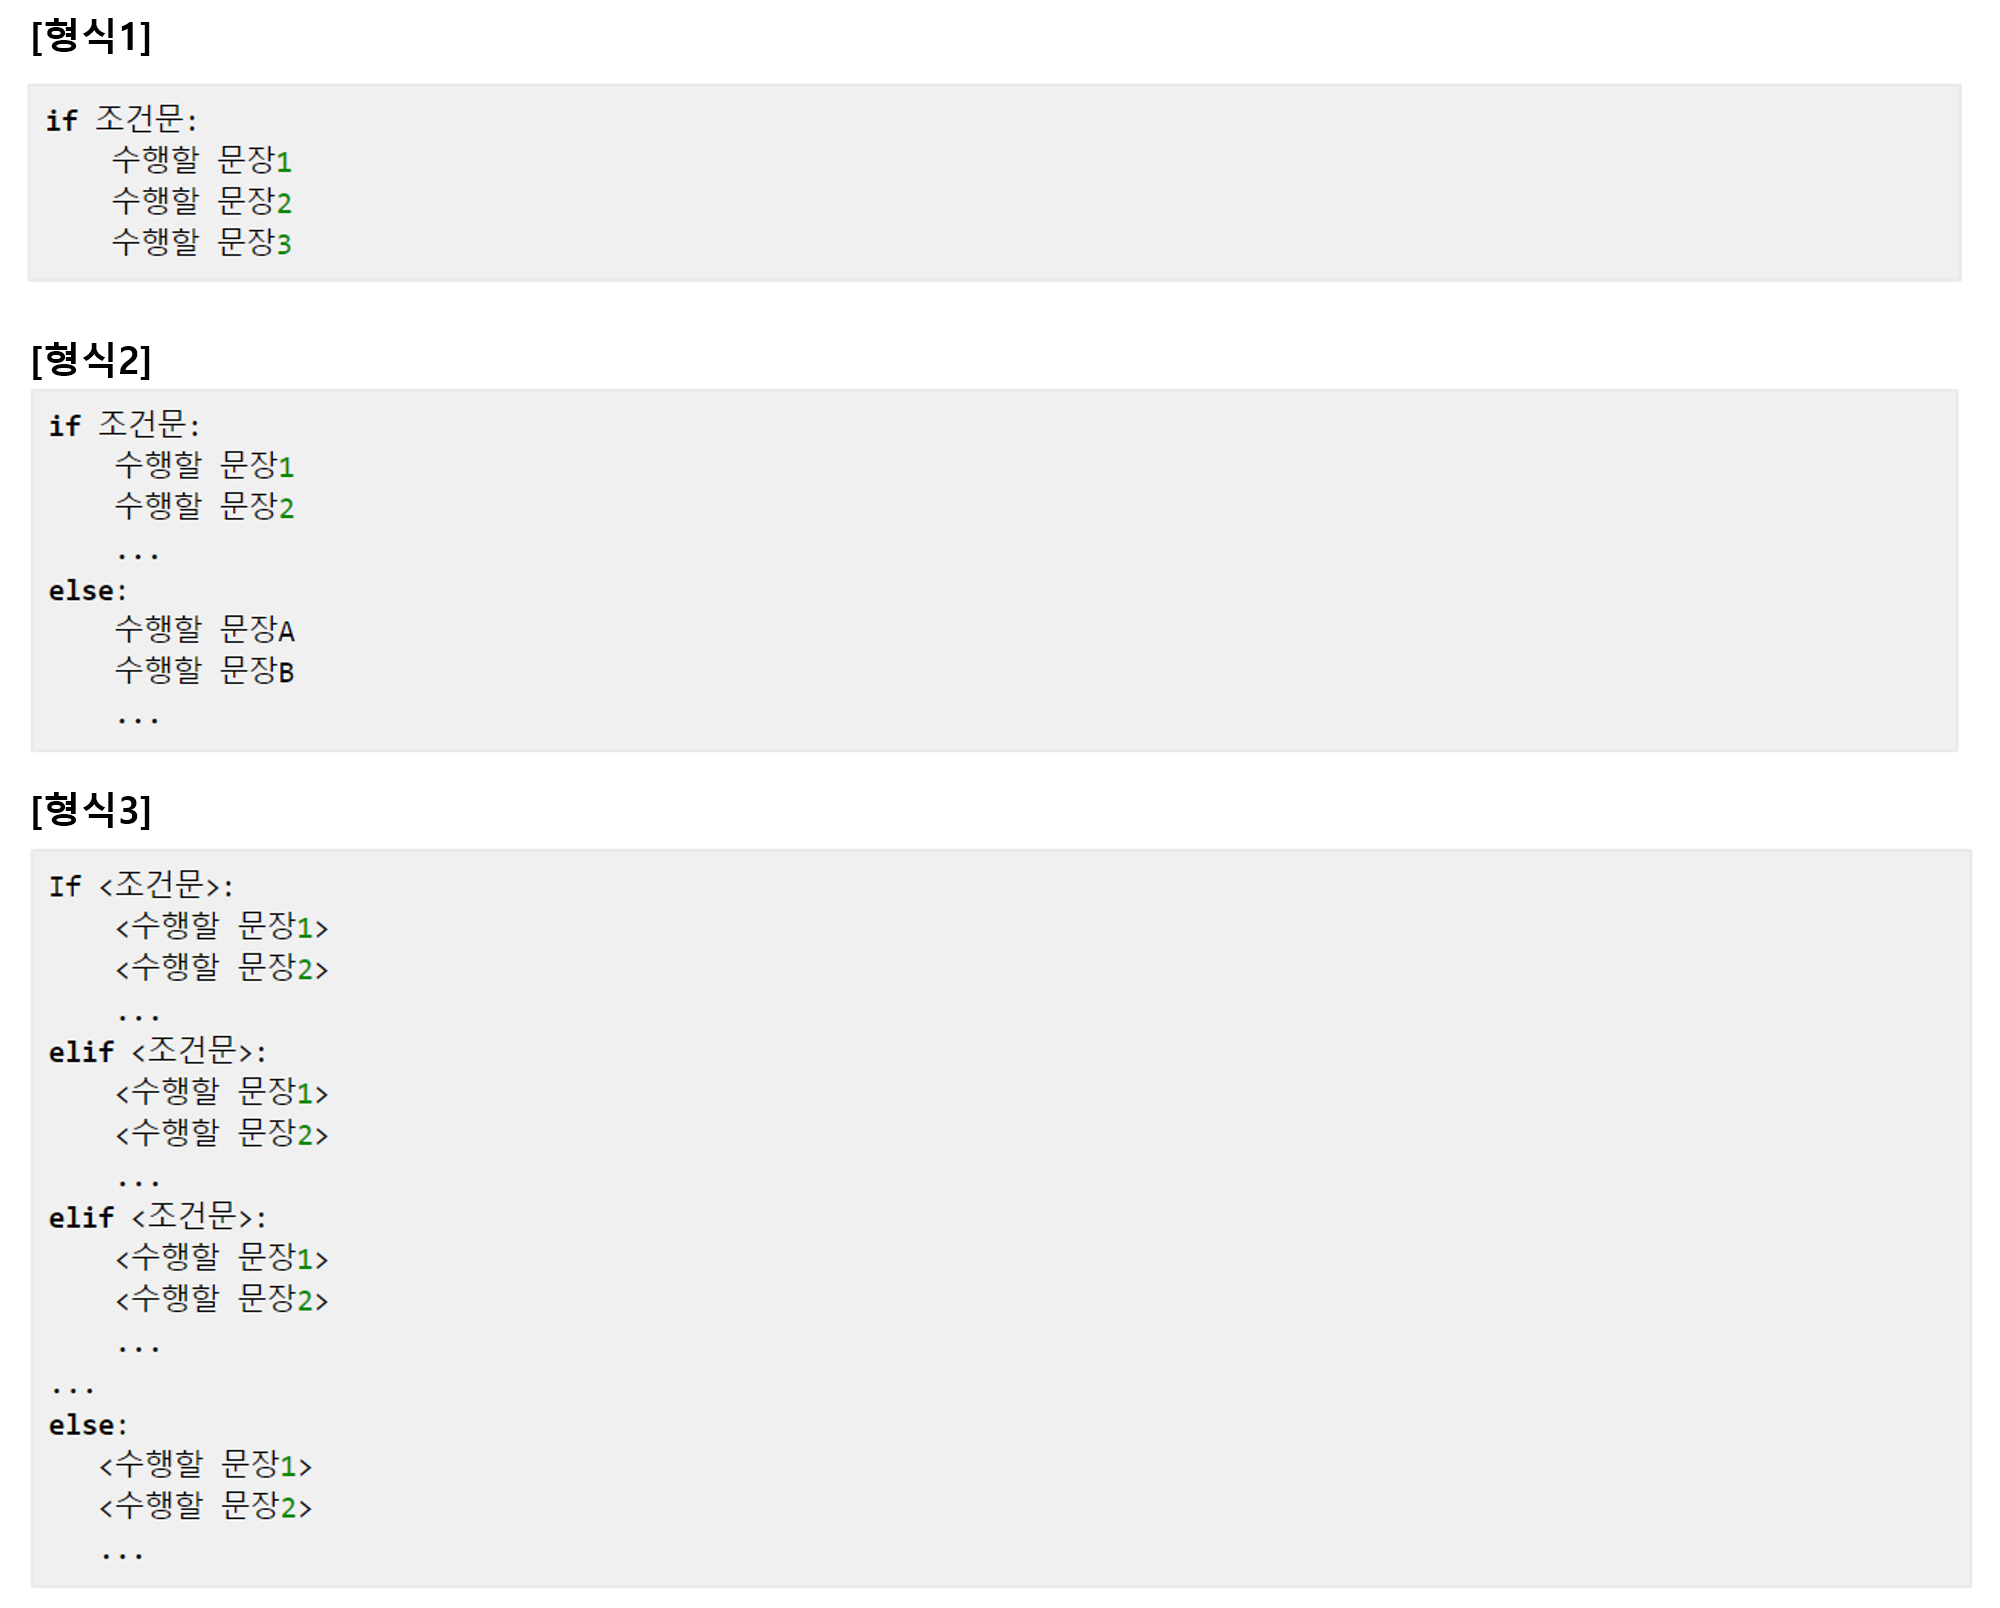 [형식1]
if 조건문:
    수행할 문장1
    수행할 문장2
    수행할 문장3
[형식2]
if 조건문:
    수행할 문장1
    수행할 문장2
    ...
else:
    수행할 문장A
    수행할 문장B
    ...
[형식3]
If <조건문>:
    <수행할 문장1>
    <수행할 문장2>
    ...
elif <조건문>:
    <수행할 문장1>
    <수행할 문장2>
    ...
elif <조건문>:
    <수행할 문장1>
    <수행할 문장2>
    ...
...
else:
   <수행할 문장1>
   <수행할 문장2>
   ...